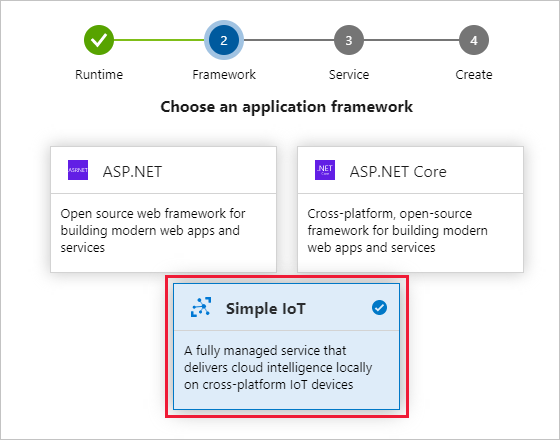 2 3 4
Runtime Framework Service Create
Choose an application framework
ASP.NET
ASP.NET
Open source web framework for
building modern web apps and
services
.NET
Core
ASP.NET Core
Cross-platform, open-source
framework for building modern
web apps and services
Simple IoT
A fully managed service that
delivers cloud intelligence locally
on cross-platform IoT devices